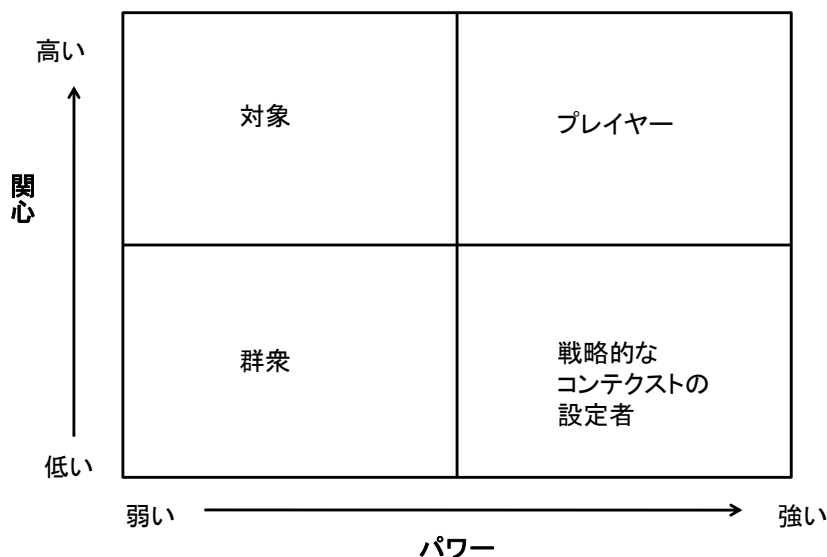 高い
対象
プレイヤー
関心
群衆
戦略的な
コンテクストの
設定者
低い
弱い
強い
パワー